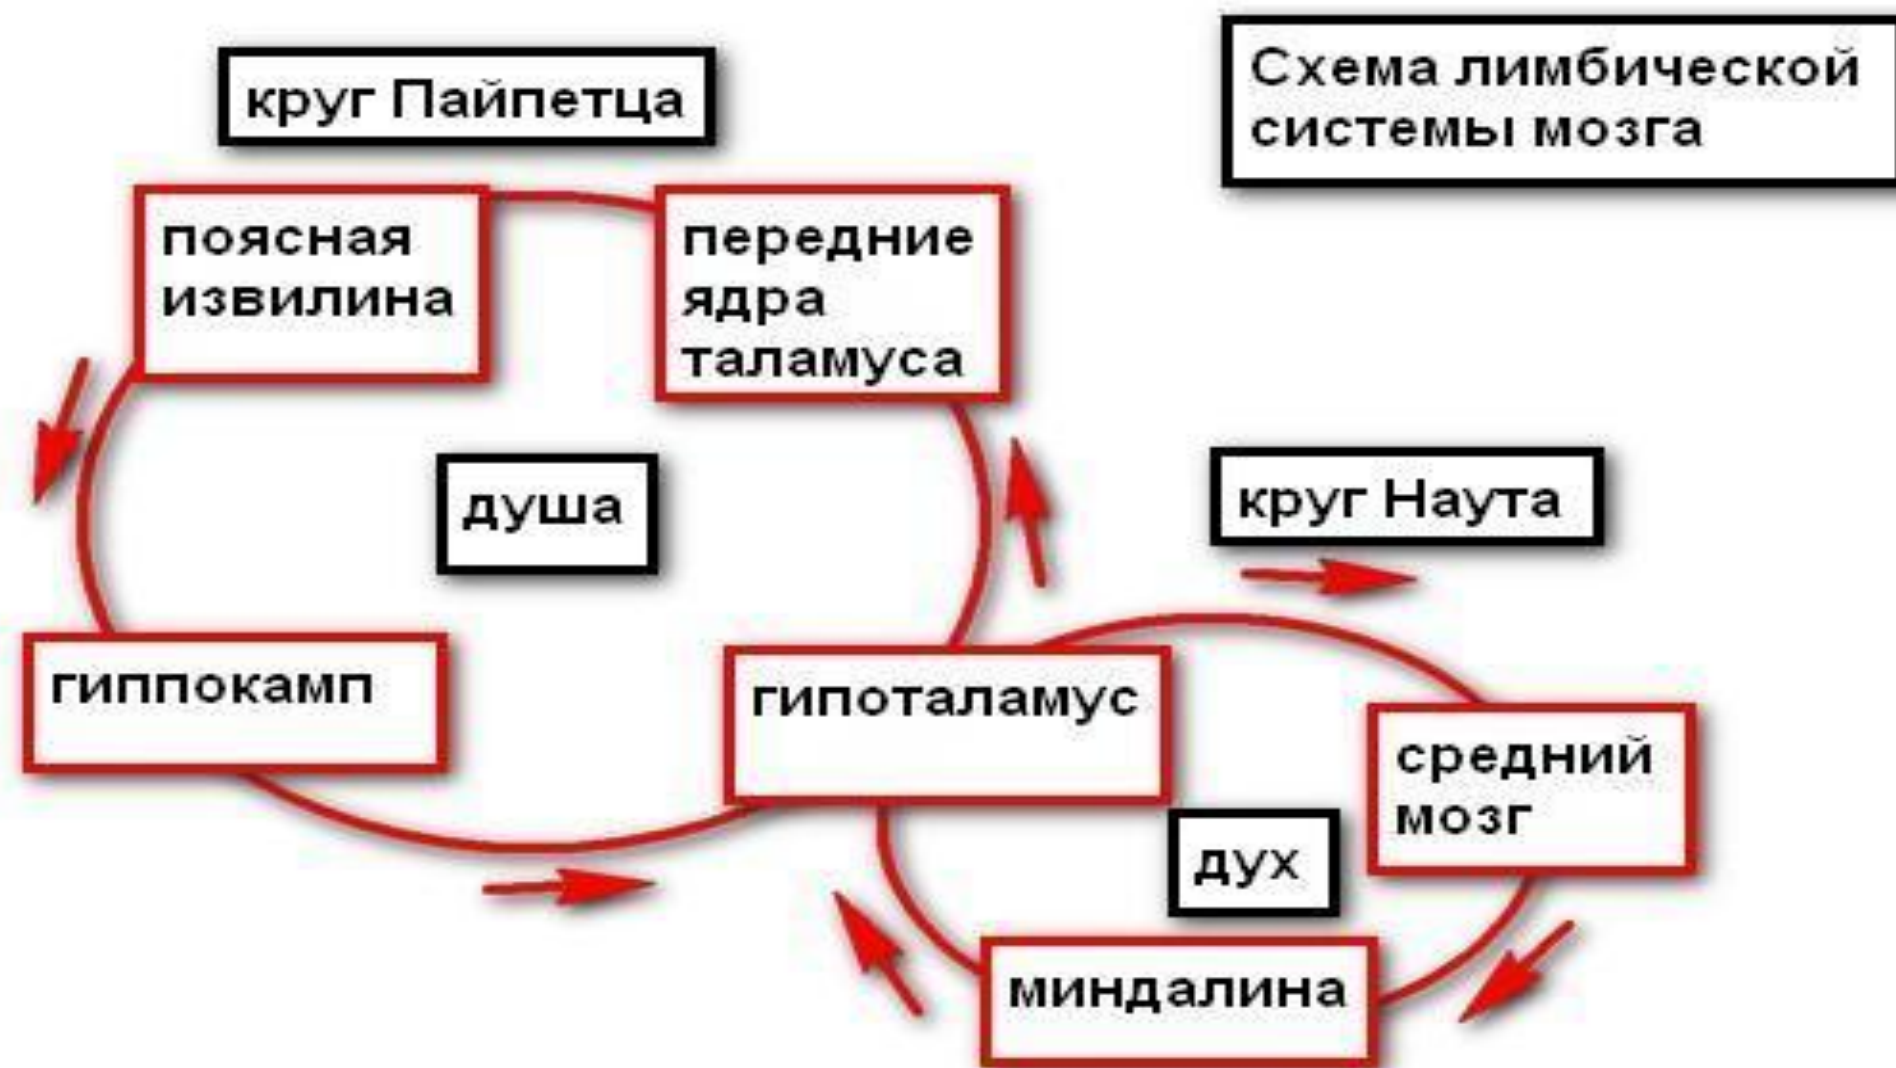 круг Пайпетца
Схема лимбической
системы мозга
поясная
извилина
передние
ядра
таламуса
душа
круг Наута
гиппокамп
гипоталамус
средний
мозг
дух
миндалина